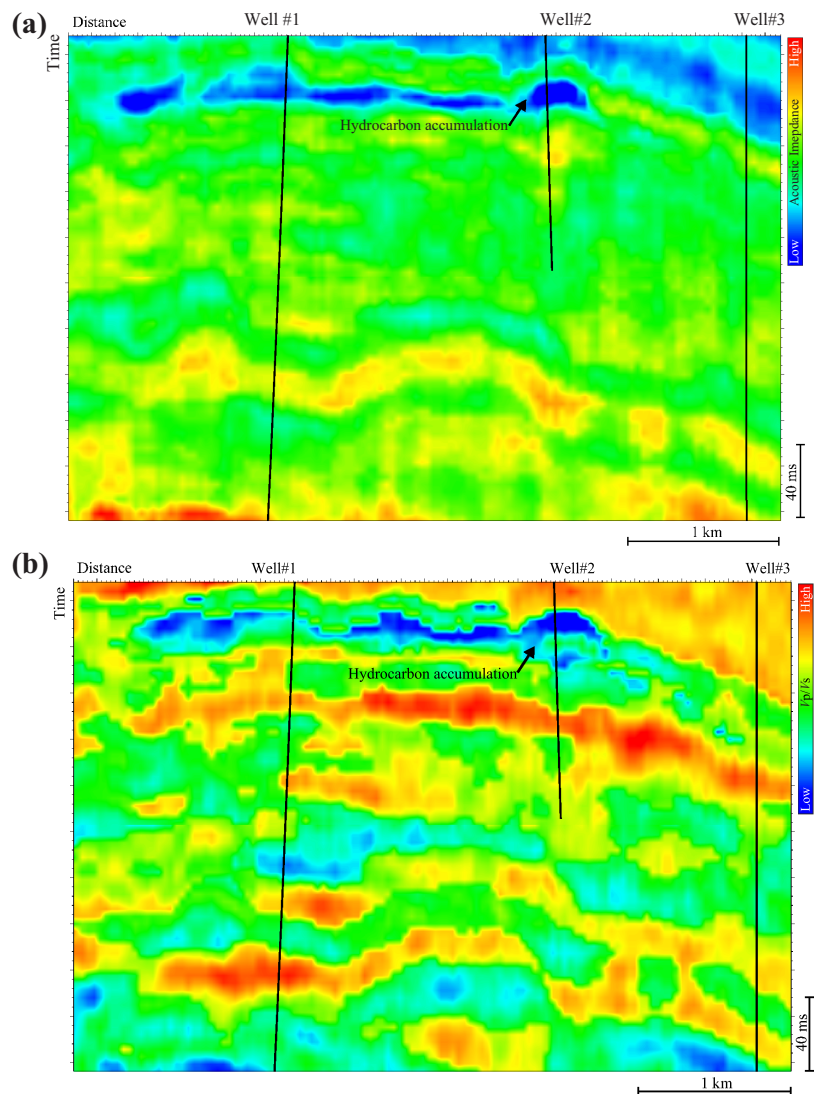 (a)
Distance
Well #1
Well#2
Well#3
Time
Hydrocarbon accumulation
High
Acoustic Imepdance
Low
40 ms
1 km
(b)
Distance
Well#1
Well#2
Well#3
Time
Hydrocarbon accumulation
High
Vp/Vs
Low
40 ms
1 km